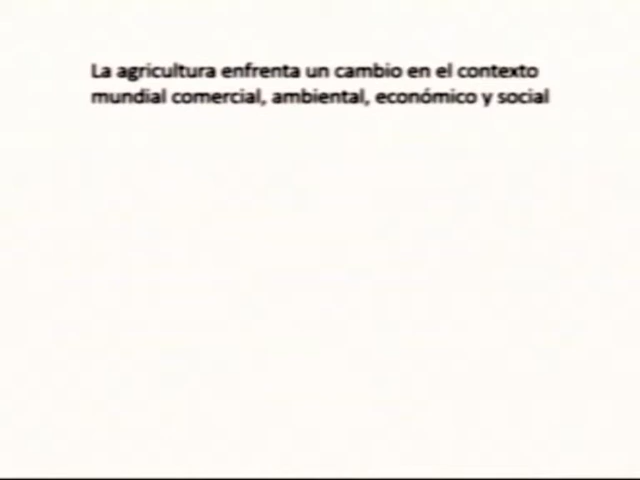 La agricultura enfrenta un cambio en el contexto
mundial comercial, ambiental, económico y social